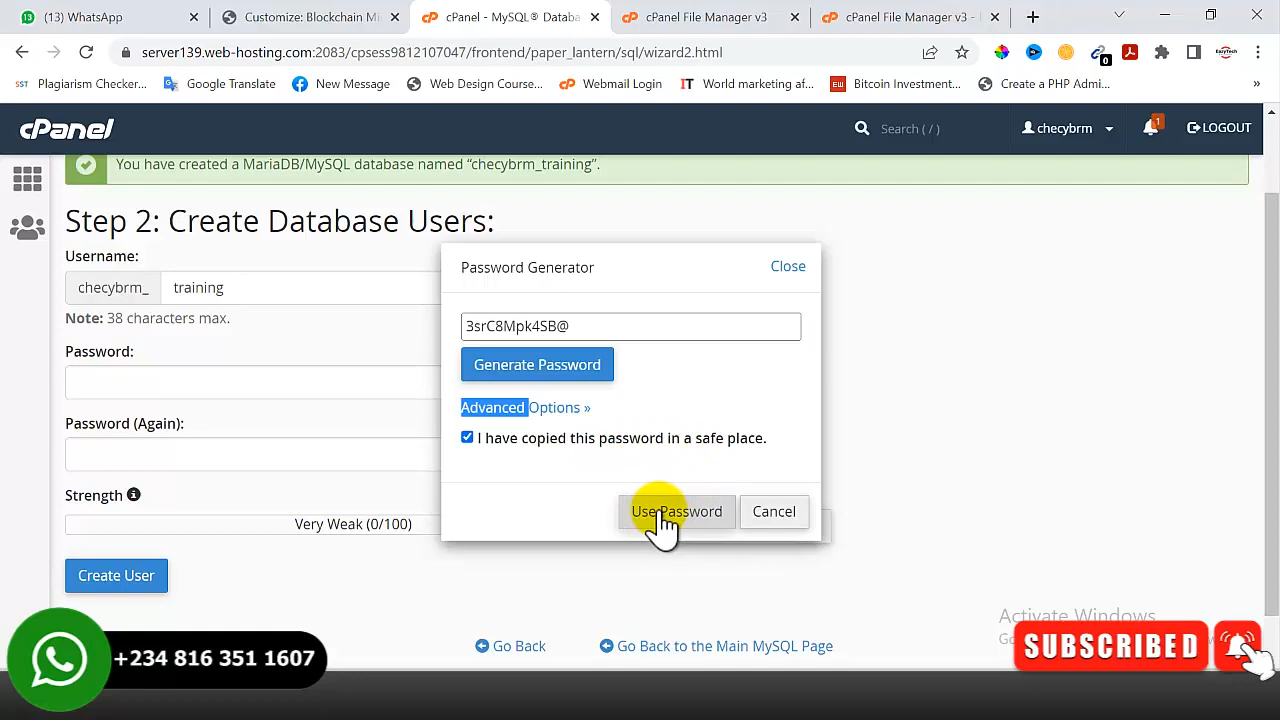 (13) WhatsApp
Customize: Blockchain Mi
cPanel - MySQL® Databa
cPanel File Manager v3
cPanel File Manager v3 -
server139.web-hosting.com:2083/cpsess9812107047/frontend/paper_lantern/sql/wizard2.html
0
EazyTech
SST Plagiarism Checker...
Google Translate
New Message
Web Design Course...
Webmail Login
IT World marketing af...
EW Bitcoin Investment...
Create a PHP Admi...
»
cPanel
Search ( / )
checybrm
1
LOGOUT
You have created a MariaDB/MySQL database named “checybrm_training”.
Step 2: Create Database Users:
Username:
checybrm_ training
Note: 38 characters max.
Password:
Password (Again):
Strength
Very Weak (0/100)
Create User
Password Generator
Close
3srC8Mpk4SB@
Generate Password
Advanced Options »
I have copied this password in a safe place.
Use Password
Cancel
Go Back
Go Back to the Main MySQL Page
Activate Windows
SUBSCRIBED
+234 816 351 1607